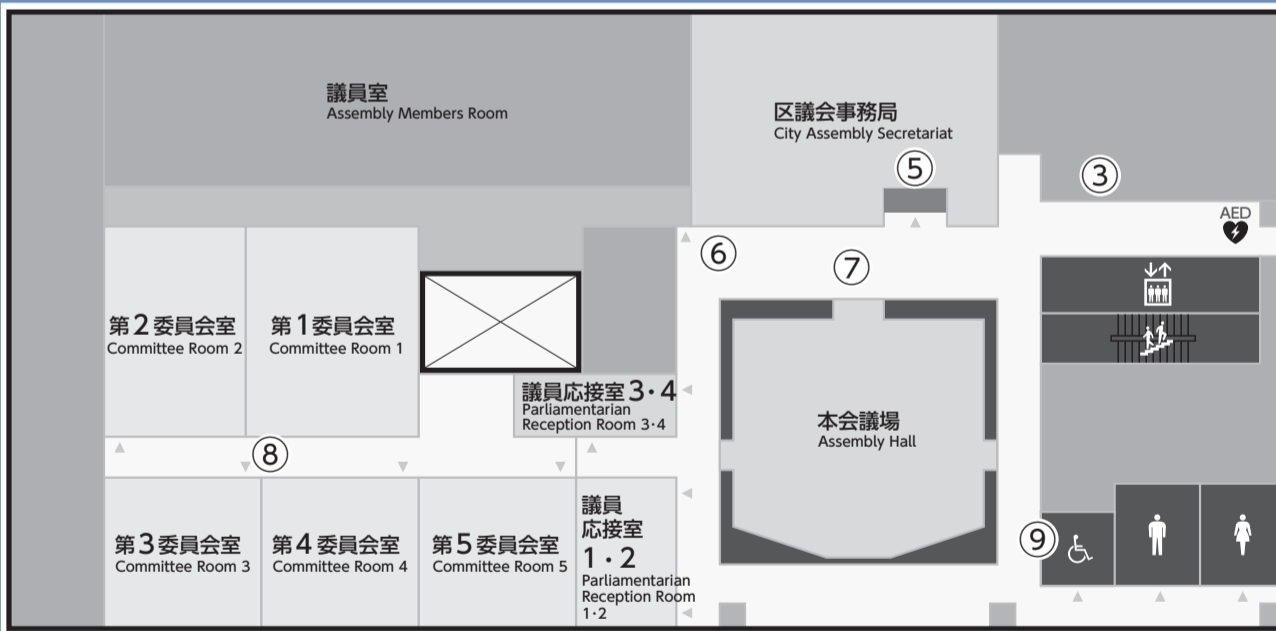 議員室
Assembly Members Room
区議会事務局
City Assembly Secretariat
⑤
③
AED
⑥
⑦
第2委員会室
Committee Room 2
第1委員会室
Committee Room 1
議員応接室3・4
Parliamentarian
Reception Room 3·4
本会議場
Assembly Hall
⑧
第3委員会室
Committee Room 3
第4委員会室
Committee Room 4
第5委員会室
Committee Room 5
議員
応接室
1・2
Parliamentarian
Reception Room
1·2
⑨